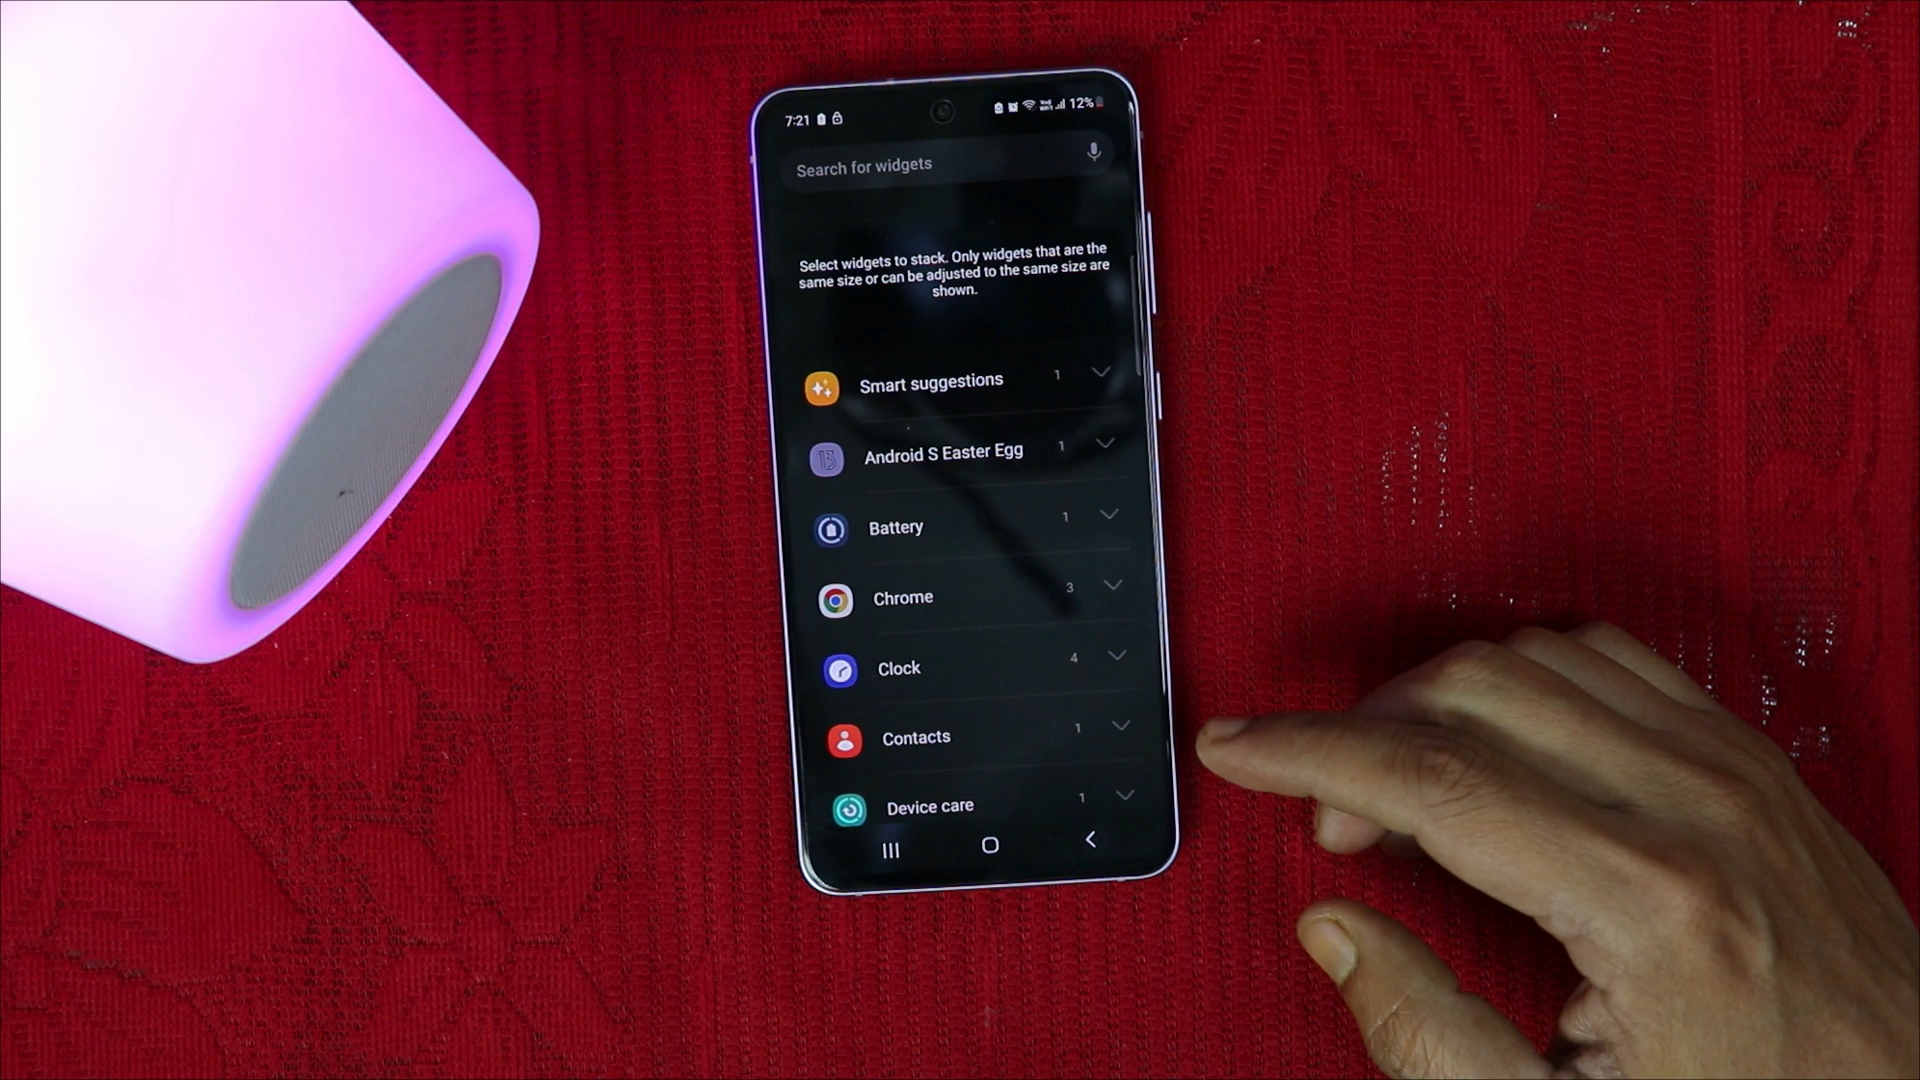 7:21
12%
Search for widgets
Select widgets to stack. Only widgets that are the
same size or can be adjusted to the same size are
shown.
Smart suggestions 1
Android S Easter Egg 1
Battery 1
Chrome 3
Clock 4
Contacts 1
Device care 1